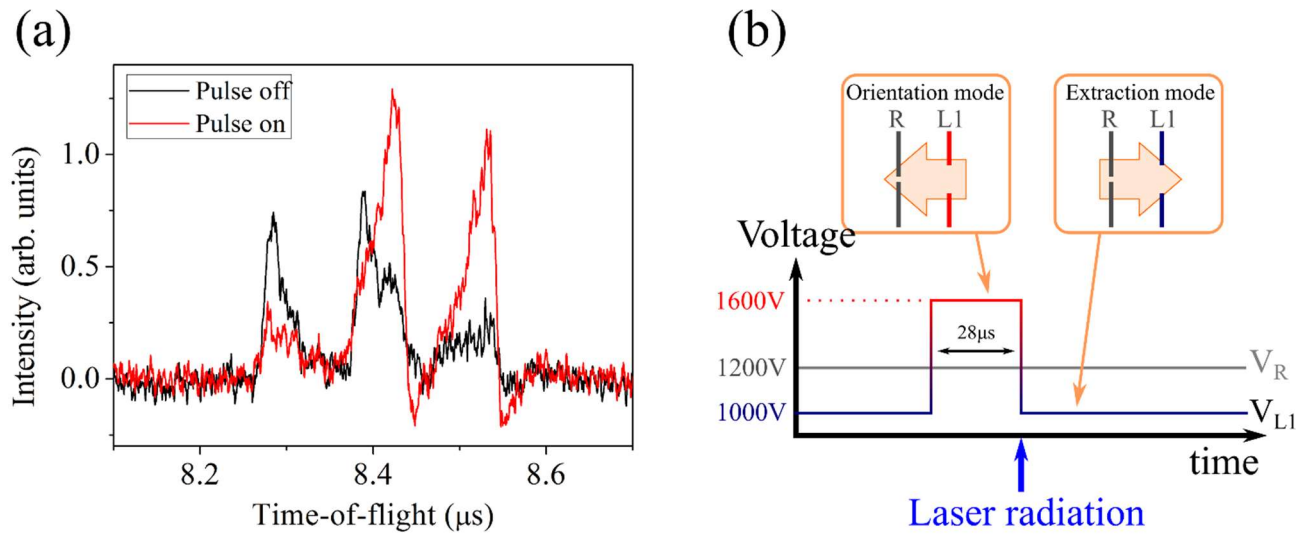 (a)
Pulse off
Pulse on
Intensity (arb. units)
1.0
0.5
0.0
8.2
8.4
8.6
Time-of-flight (μs)
(b)
Orientation mode
R
L1
Extraction mode
R
L1
Voltage
1600V
28μs
1200V
V_R
1000V
V_L1
time
Laser radiation